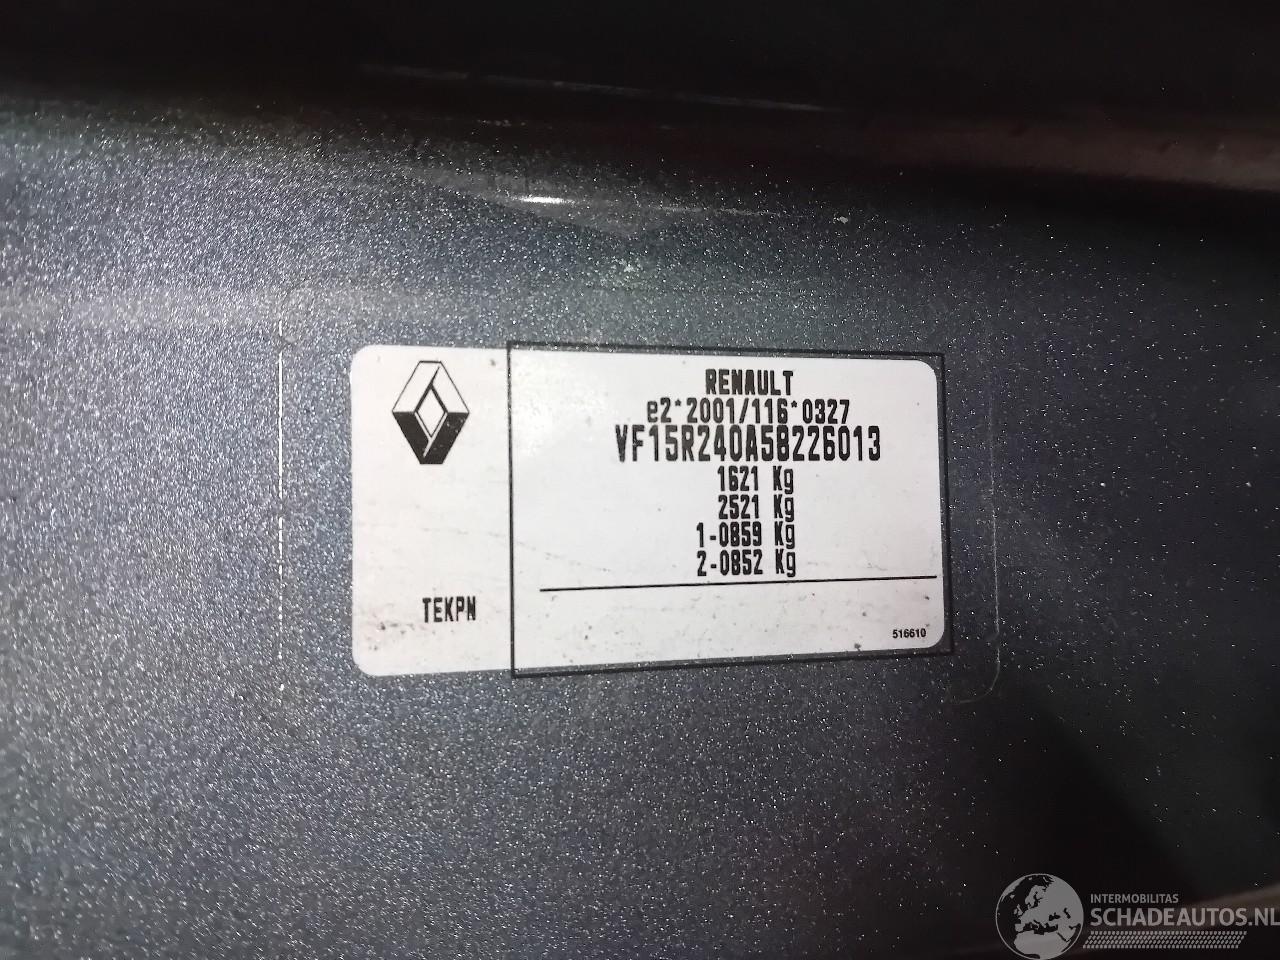 RENAULT
e2*2001/116*0327
VF15R240A58226013
1621 Kg
2521 Kg
1-0859 Kg
2-0852 Kg
TEKPN
516610
INTERMOBILITAS
SCHADEAUTOS.NL